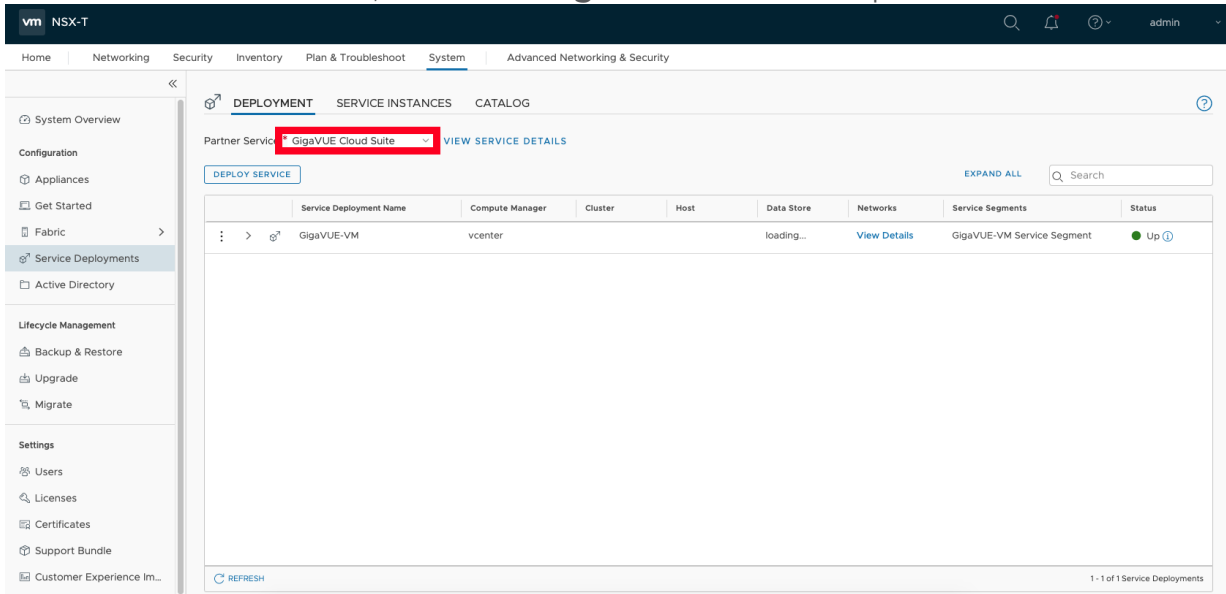 vm NSX-T
admin
Home Networking Security Inventory Plan & Troubleshoot System Advanced Networking & Security
DEPLOYMENT SERVICE INSTANCES CATALOG
System Overview
Configuration
Appliances
Get Started
Fabric
Service Deployments
Active Directory
Lifecycle Management
Backup & Restore
Upgrade
Migrate
Settings
Users
Licenses
Certificates
Support Bundle
Customer Experience Im...
Partner Service * GigaVUE Cloud Suite VIEW SERVICE DETAILS
DEPLOY SERVICE EXPAND ALL Search
Service Deployment Name Compute Manager Cluster Host Data Store Networks Service Segments Status
GigaVUE-VM vcenter loading... View Details GigaVUE-VM Service Segment Up
REFRESH 1 - 1 of 1 Service Deployments